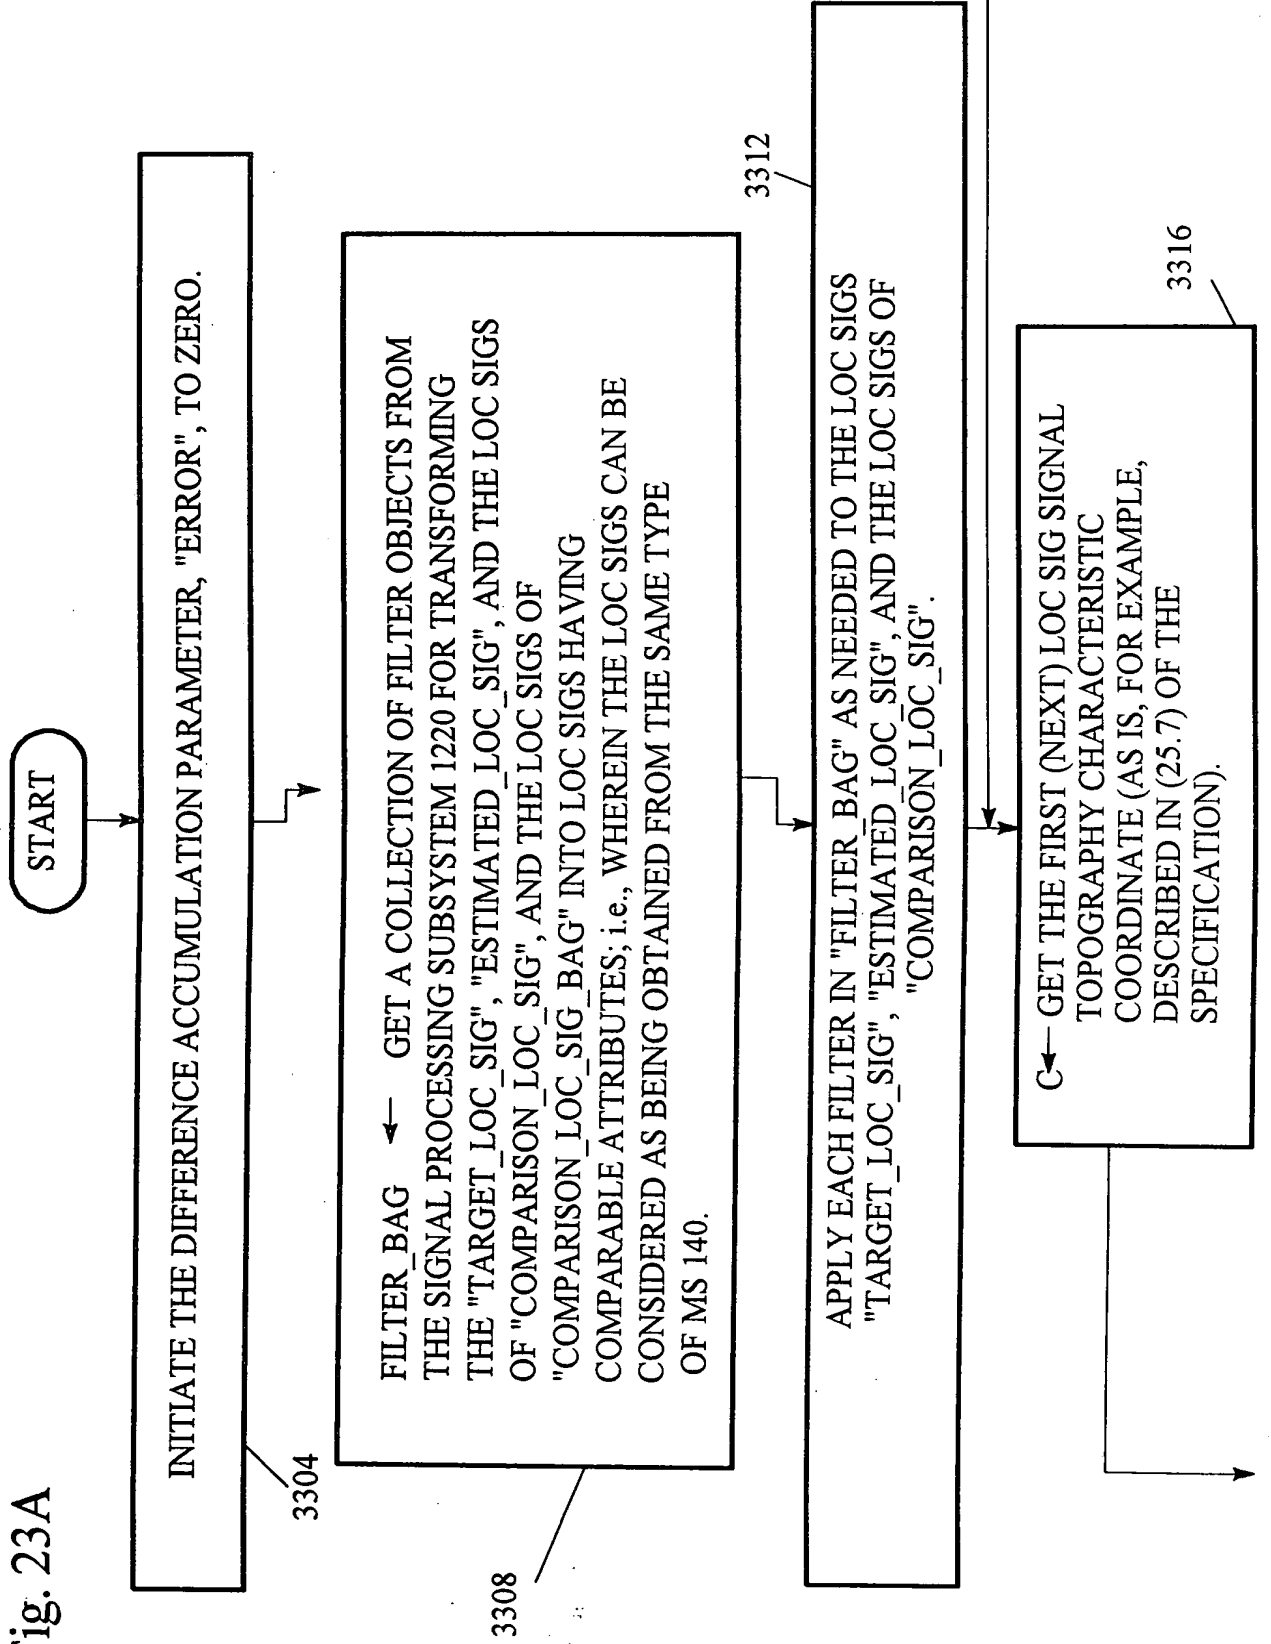 ig. 23A
START
INITIATE THE DIFFERENCE ACCUMULATION PARAMETER, "ERROR", TO ZERO.
3304
FILTER_BAG ← GET A COLLECTION OF FILTER OBJECTS FROM
THE SIGNAL PROCESSING SUBSYSTEM 1220 FOR TRANSFORMING
THE "TARGET_LOC_SIG", "ESTIMATED_LOC_SIG", AND THE LOC SIGS
OF "COMPARISON_LOC_SIG", AND THE LOC SIGS OF
"COMPARISON_LOC_SIG_BAG" INTO LOC SIGS HAVING
COMPARABLE ATTRIBUTES; i.e., WHEREIN THE LOC SIGS CAN BE
CONSIDERED AS BEING OBTAINED FROM THE SAME TYPE
OF MS 140.
3308
3312
APPLY EACH FILTER IN "FILTER_BAG" AS NEEDED TO THE LOC SIGS
"TARGET_LOC_SIG", "ESTIMATED_LOC_SIG", AND THE LOC SIGS OF
"COMPARISON_LOC_SIG".
3316
C ← GET THE FIRST (NEXT) LOC SIG SIGNAL
TOPOGRAPHY CHARACTERISTIC
COORDINATE (AS IS, FOR EXAMPLE,
DESCRIBED IN (25.7) OF THE
SPECIFICATION).